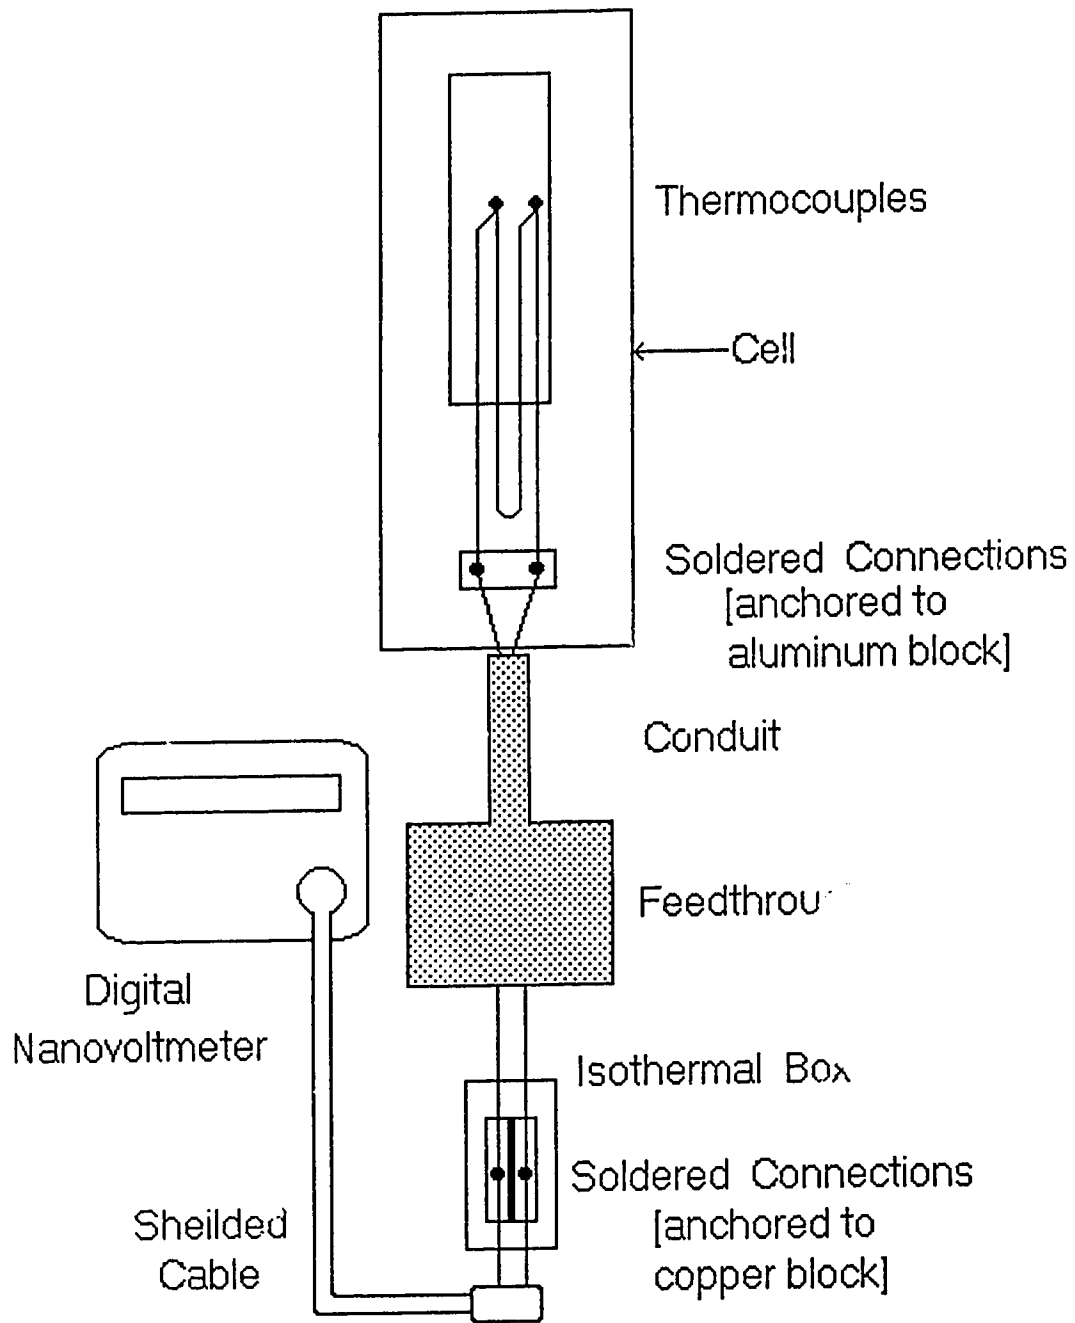 Thermocouples
Cell
Soldered Connections
[anchored to
aluminum block]
Conduit
Feedthrou
Digital
Nanovoltmeter
Isothermal Box
Soldered Connections
[anchored to
copper block]
Sheilded
Cable